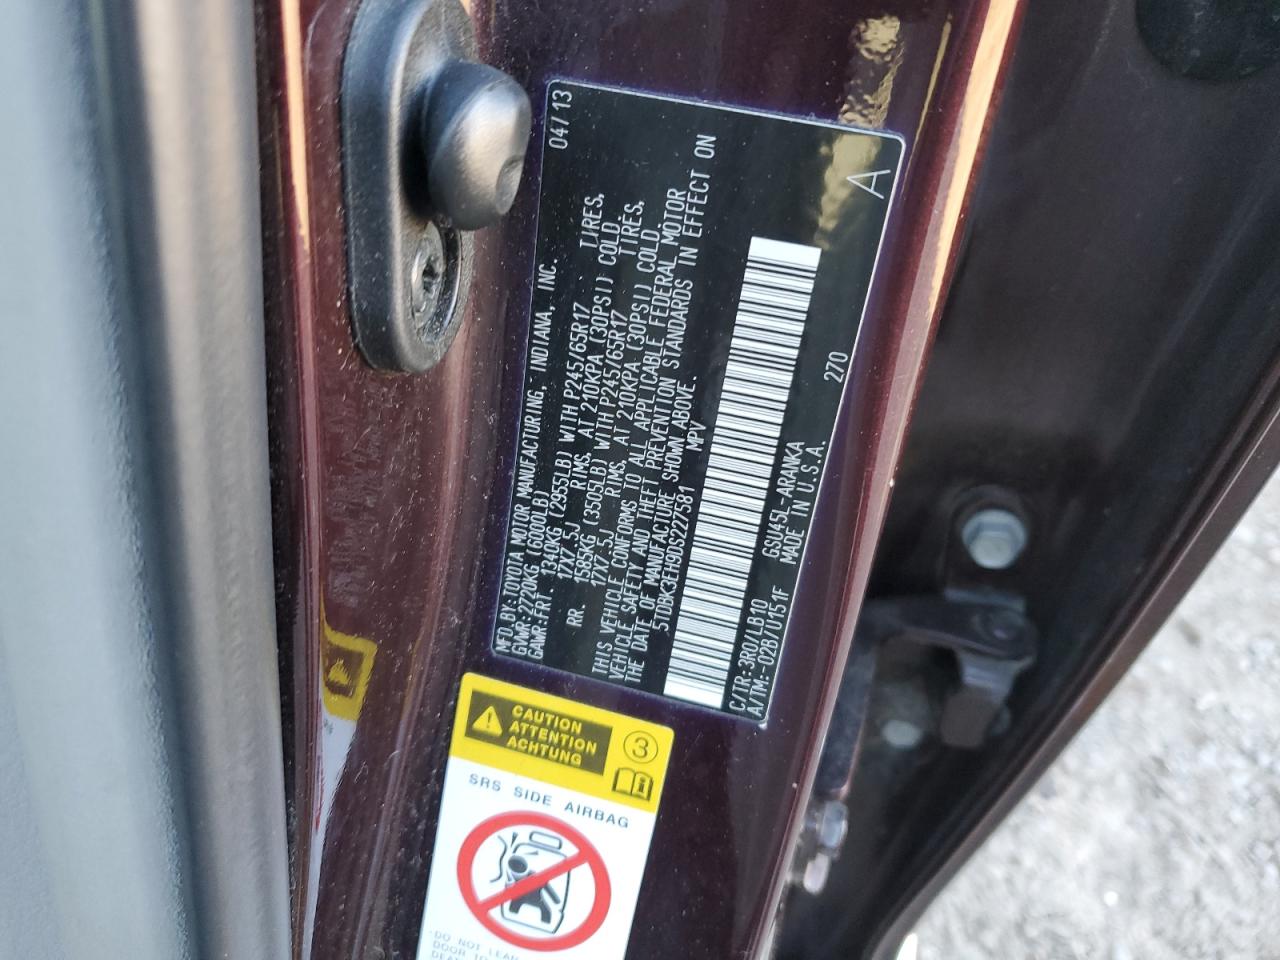 04/13
MFD BY: TOYOTA MOTOR MANUFACTURING, INDIANA, INC.
GVWR: 2720KG (6000LB)
GAWR: FRT. 1340KG (2955LB) WITH P245/65R17 TIRES,
17X7.5J RIMS, AT 210KPA (30PSI) COLD.
RR. 1585KG (3505LB) WITH P245/65R17 TIRES,
17X7.5J RIMS, AT 210KPA (30PSI) COLD.
THIS VEHICLE CONFORMS TO ALL APPLICABLE FEDERAL MOTOR
VEHICLE SAFETY AND THEFT PREVENTION STANDARDS IN EFFECT ON
THE DATE OF MANUFACTURE SHOWN ABOVE.
5TDBK3EH9DS227581 MPV
A
270
C/TR: 3R0/LB10 GSU45L-ARANKA
A/TM: -02B/U151F MADE IN U.S.A.
CAUTION
ATTENTION
ACHTUNG
3
SRS SIDE AIRBAG
DO NOT LEAN
DOOR